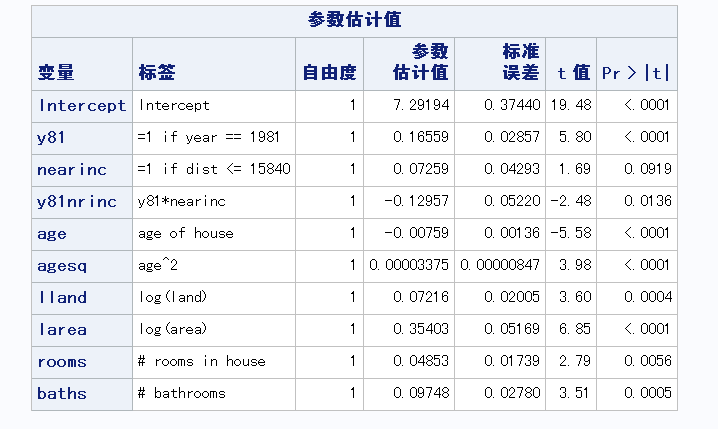 参数估计值
变量 标签 自由度 参数估计值 标准误差 t 值 Pr > |t|
Intercept Intercept 1 7.29194 0.37440 19.48 <.0001
y81 =1 if year == 1981 1 0.16559 0.02857 5.80 <.0001
nearinc =1 if dist <= 15840 1 0.07259 0.04293 1.69 0.0919
y81nrinc y81*nearinc 1 -0.12957 0.05220 -2.48 0.0136
age age of house 1 -0.00759 0.00136 -5.58 <.0001
agesq age^2 1 0.00003375 0.00000847 3.98 <.0001
lland log(land) 1 0.07216 0.02005 3.60 0.0004
larea log(area) 1 0.35403 0.05169 6.85 <.0001
rooms # rooms in house 1 0.04853 0.01739 2.79 0.0056
baths # bathrooms 1 0.09748 0.02780 3.51 0.0005